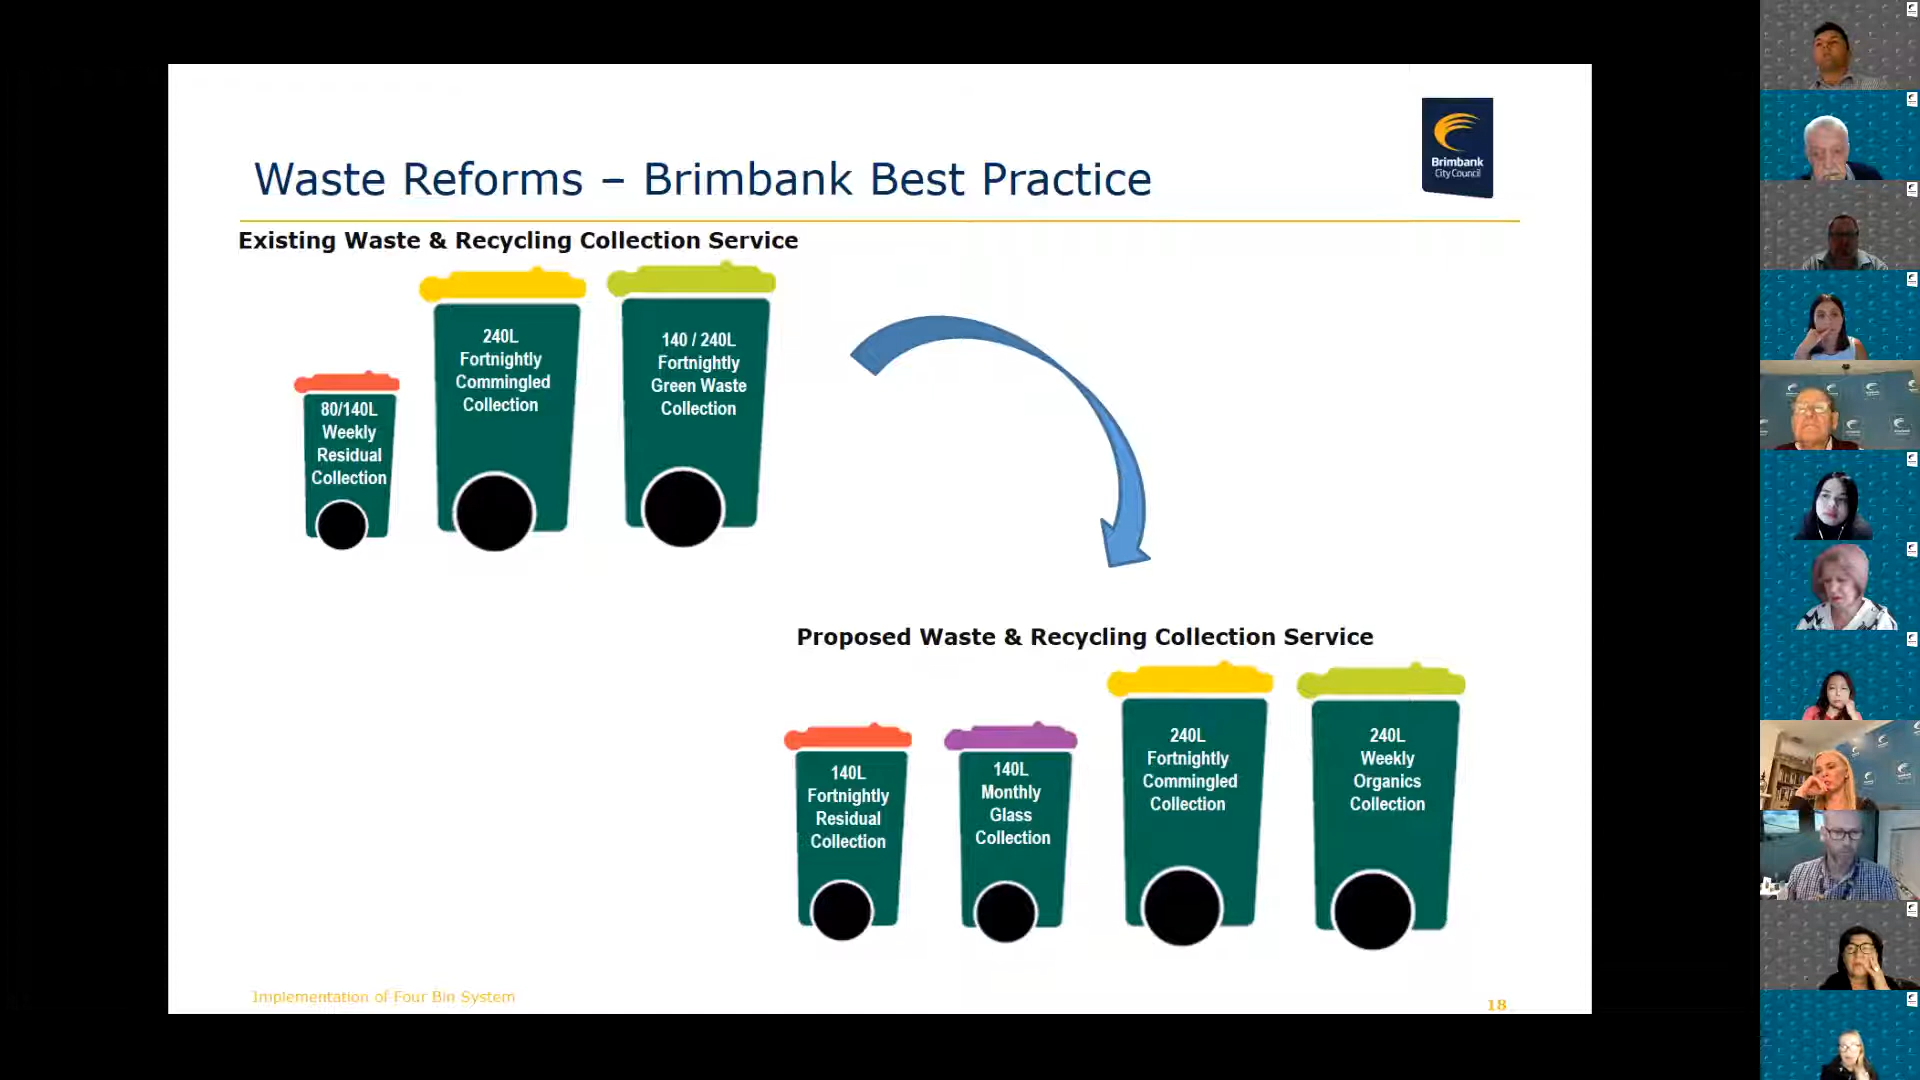 Waste Reforms – Brimbank Best Practice
Brimbank
City Council
Existing Waste & Recycling Collection Service
80/140L
Weekly
Residual
Collection
240L
Fortnightly
Commingled
Collection
140 / 240L
Fortnightly
Green Waste
Collection
Proposed Waste & Recycling Collection Service
140L
Fortnightly
Residual
Collection
140L
Monthly
Glass
Collection
240L
Fortnightly
Commingled
Collection
240L
Weekly
Organics
Collection
Implementation of Four Bin System
18